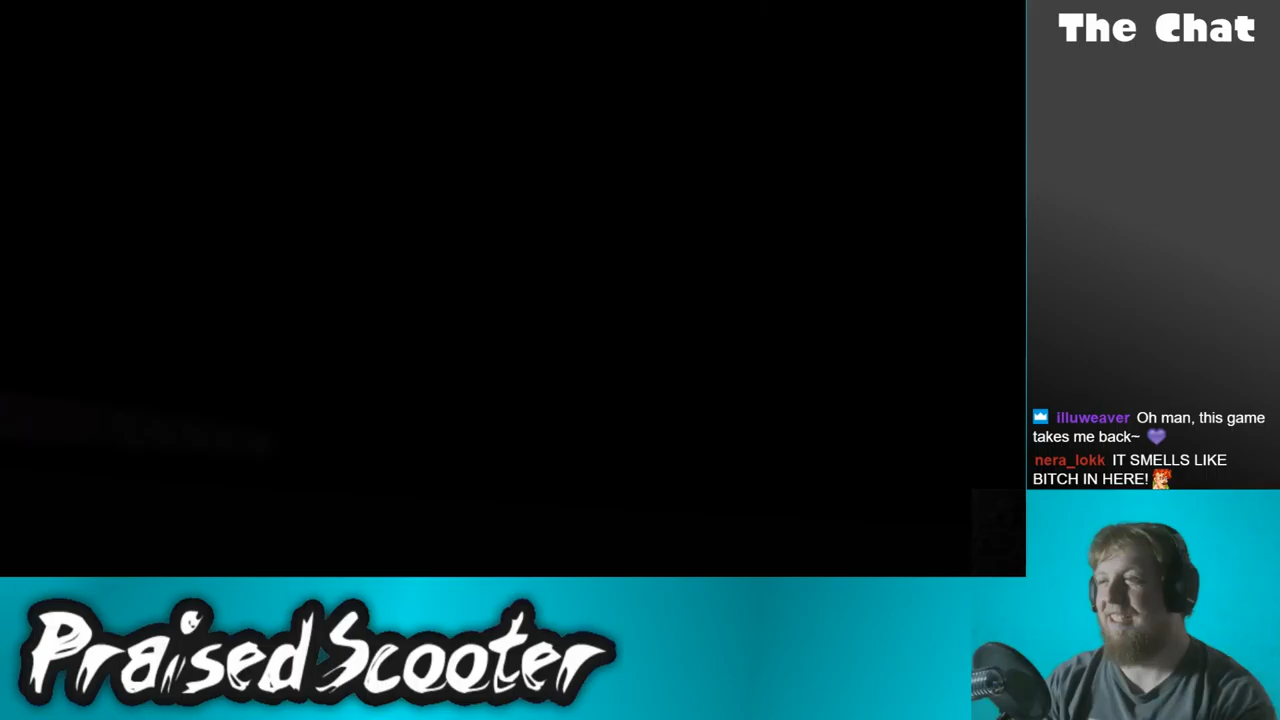 The Chat
illuweaver Oh man, this game
takes me back~
nera_lokk IT SMELLS LIKE
BITCH IN HERE!
PraisedScooter